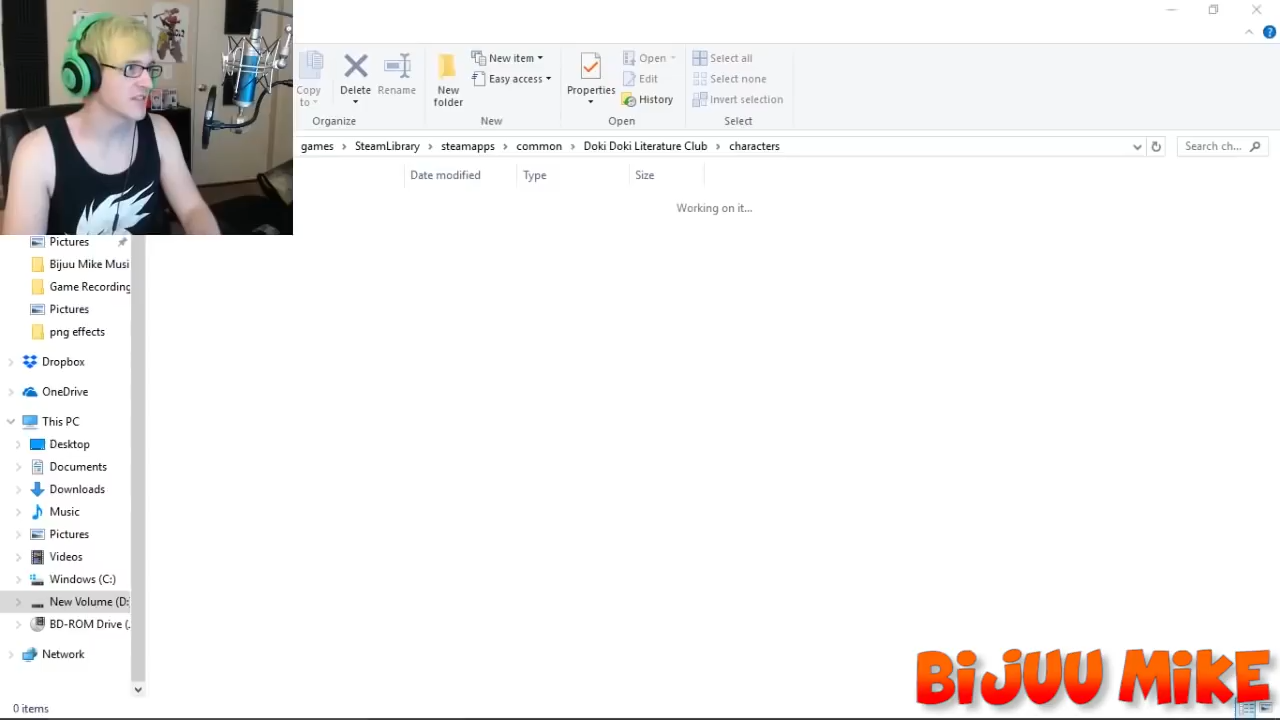 Copy to
Delete
Rename
New folder
New item
Easy access
Properties
Open
Edit
History
Select all
Select none
Invert selection
Organize
New
Open
Select
games > SteamLibrary > steamapps > common > Doki Doki Literature Club > characters
Search ch...
Date modified
Type
Size
Working on it...
Pictures
Bijuu Mike Musi
Game Recording
Pictures
png effects
Dropbox
OneDrive
This PC
Desktop
Documents
Downloads
Music
Pictures
Videos
Windows (C:)
New Volume (D:
BD-ROM Drive (.
Network
0 items
BiJUU MiKE